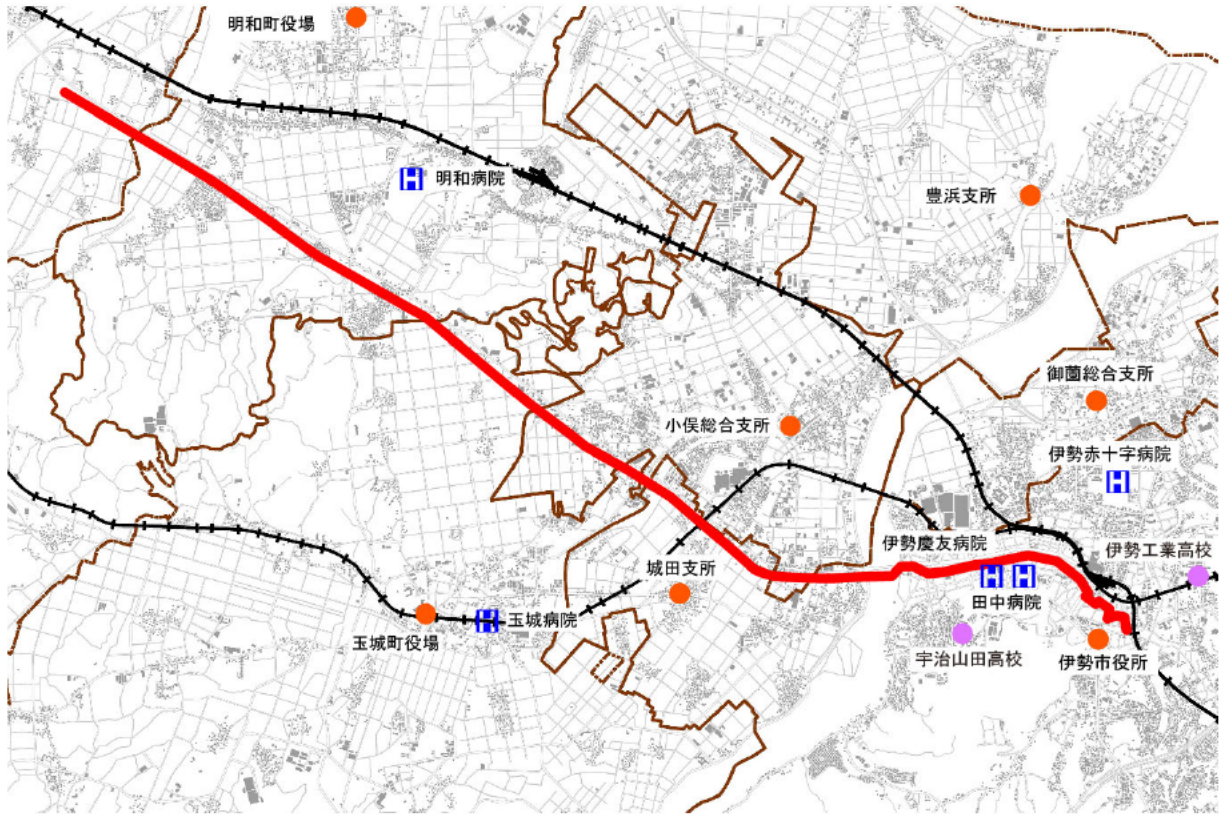 明和町役場
明和病院
豊浜支所
御薗総合支所
小俣総合支所
伊勢赤十字病院
伊勢慶友病院
伊勢工業高校
城田支所
田中病院
玉城病院
玉城町役場
宇治山田高校
伊勢市役所